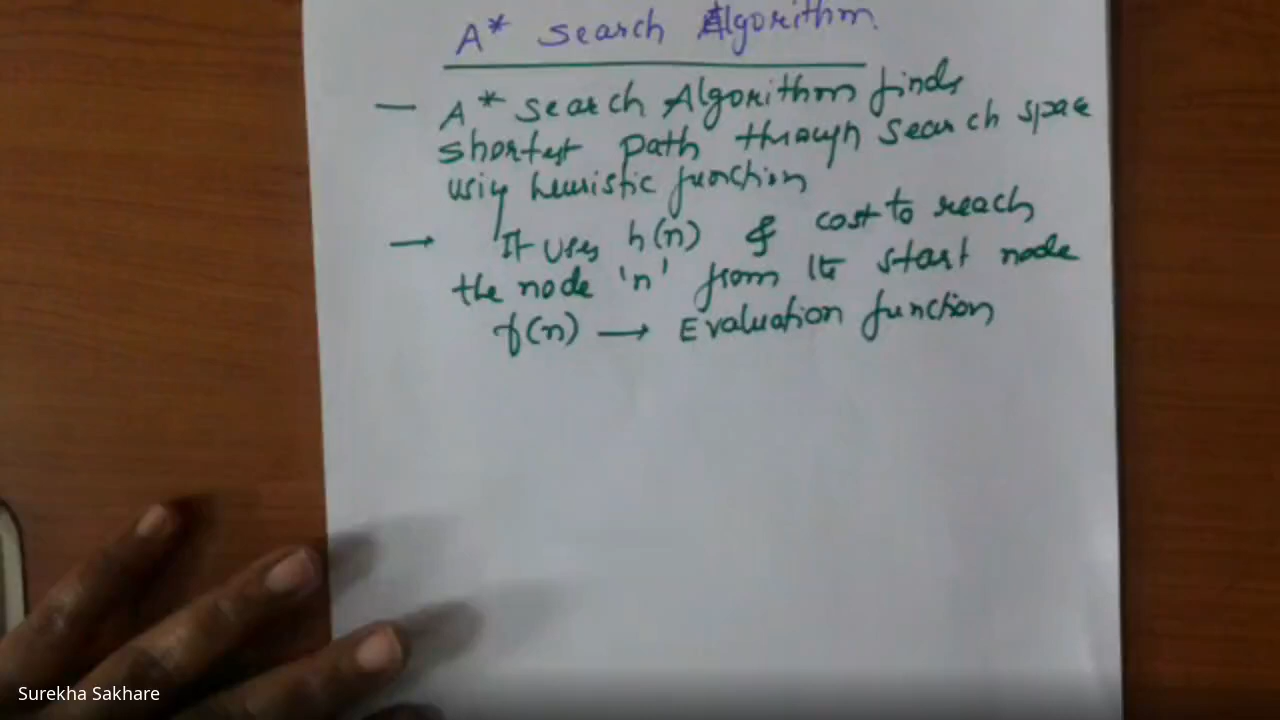 A* search Algorithm
— A* search Algorithm finds
shortest path through search space
using heuristic function
→ It uses h(n) & cost to reach
the node 'n' from its start node
f(n) → Evaluation function
Surekha Sakhare